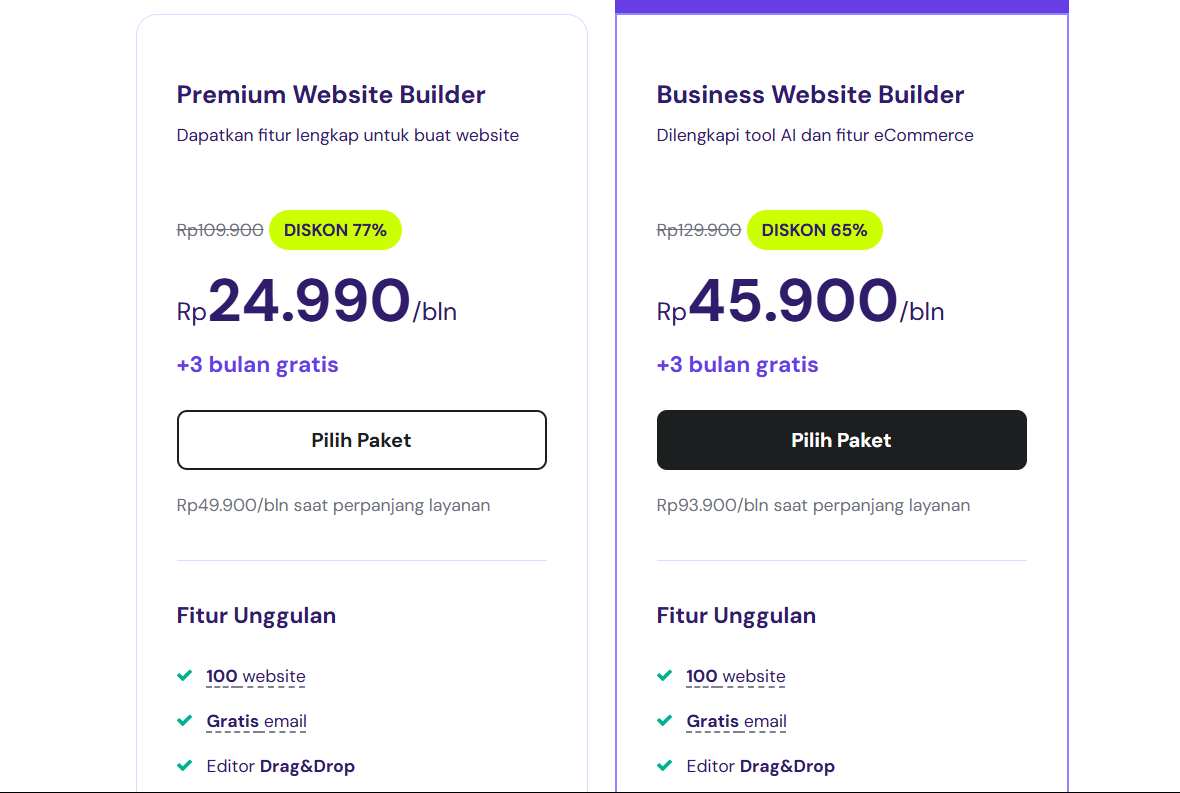 Premium Website Builder
Dapatkan fitur lengkap untuk buat website
Rp109.900 DISKON 77%
Rp24.990/bln
+3 bulan gratis
Pilih Paket
Rp49.900/bln saat perpanjang layanan
Fitur Unggulan
100 website
Gratis email
Editor Drag&Drop
Business Website Builder
Dilengkapi tool AI dan fitur eCommerce
Rp129.900 DISKON 65%
Rp45.900/bln
+3 bulan gratis
Pilih Paket
Rp93.900/bln saat perpanjang layanan
Fitur Unggulan
100 website
Gratis email
Editor Drag&Drop